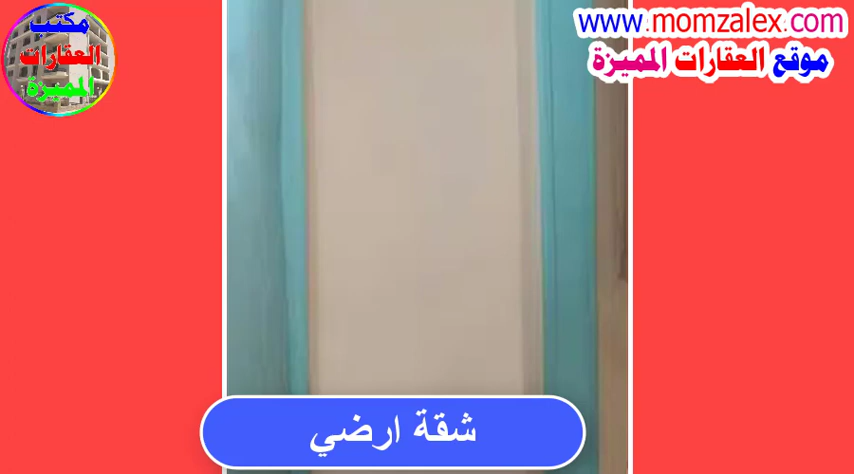 مكتب
العقارات
المميزة
www.momzalex.com
موقع العقارات المميزة
شقة ارضي